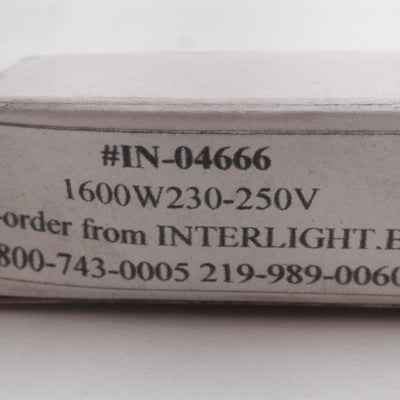 #IN-04666
1600W230-250V
-order from INTERLIGHT.B
800-743-0005 219-989-0060